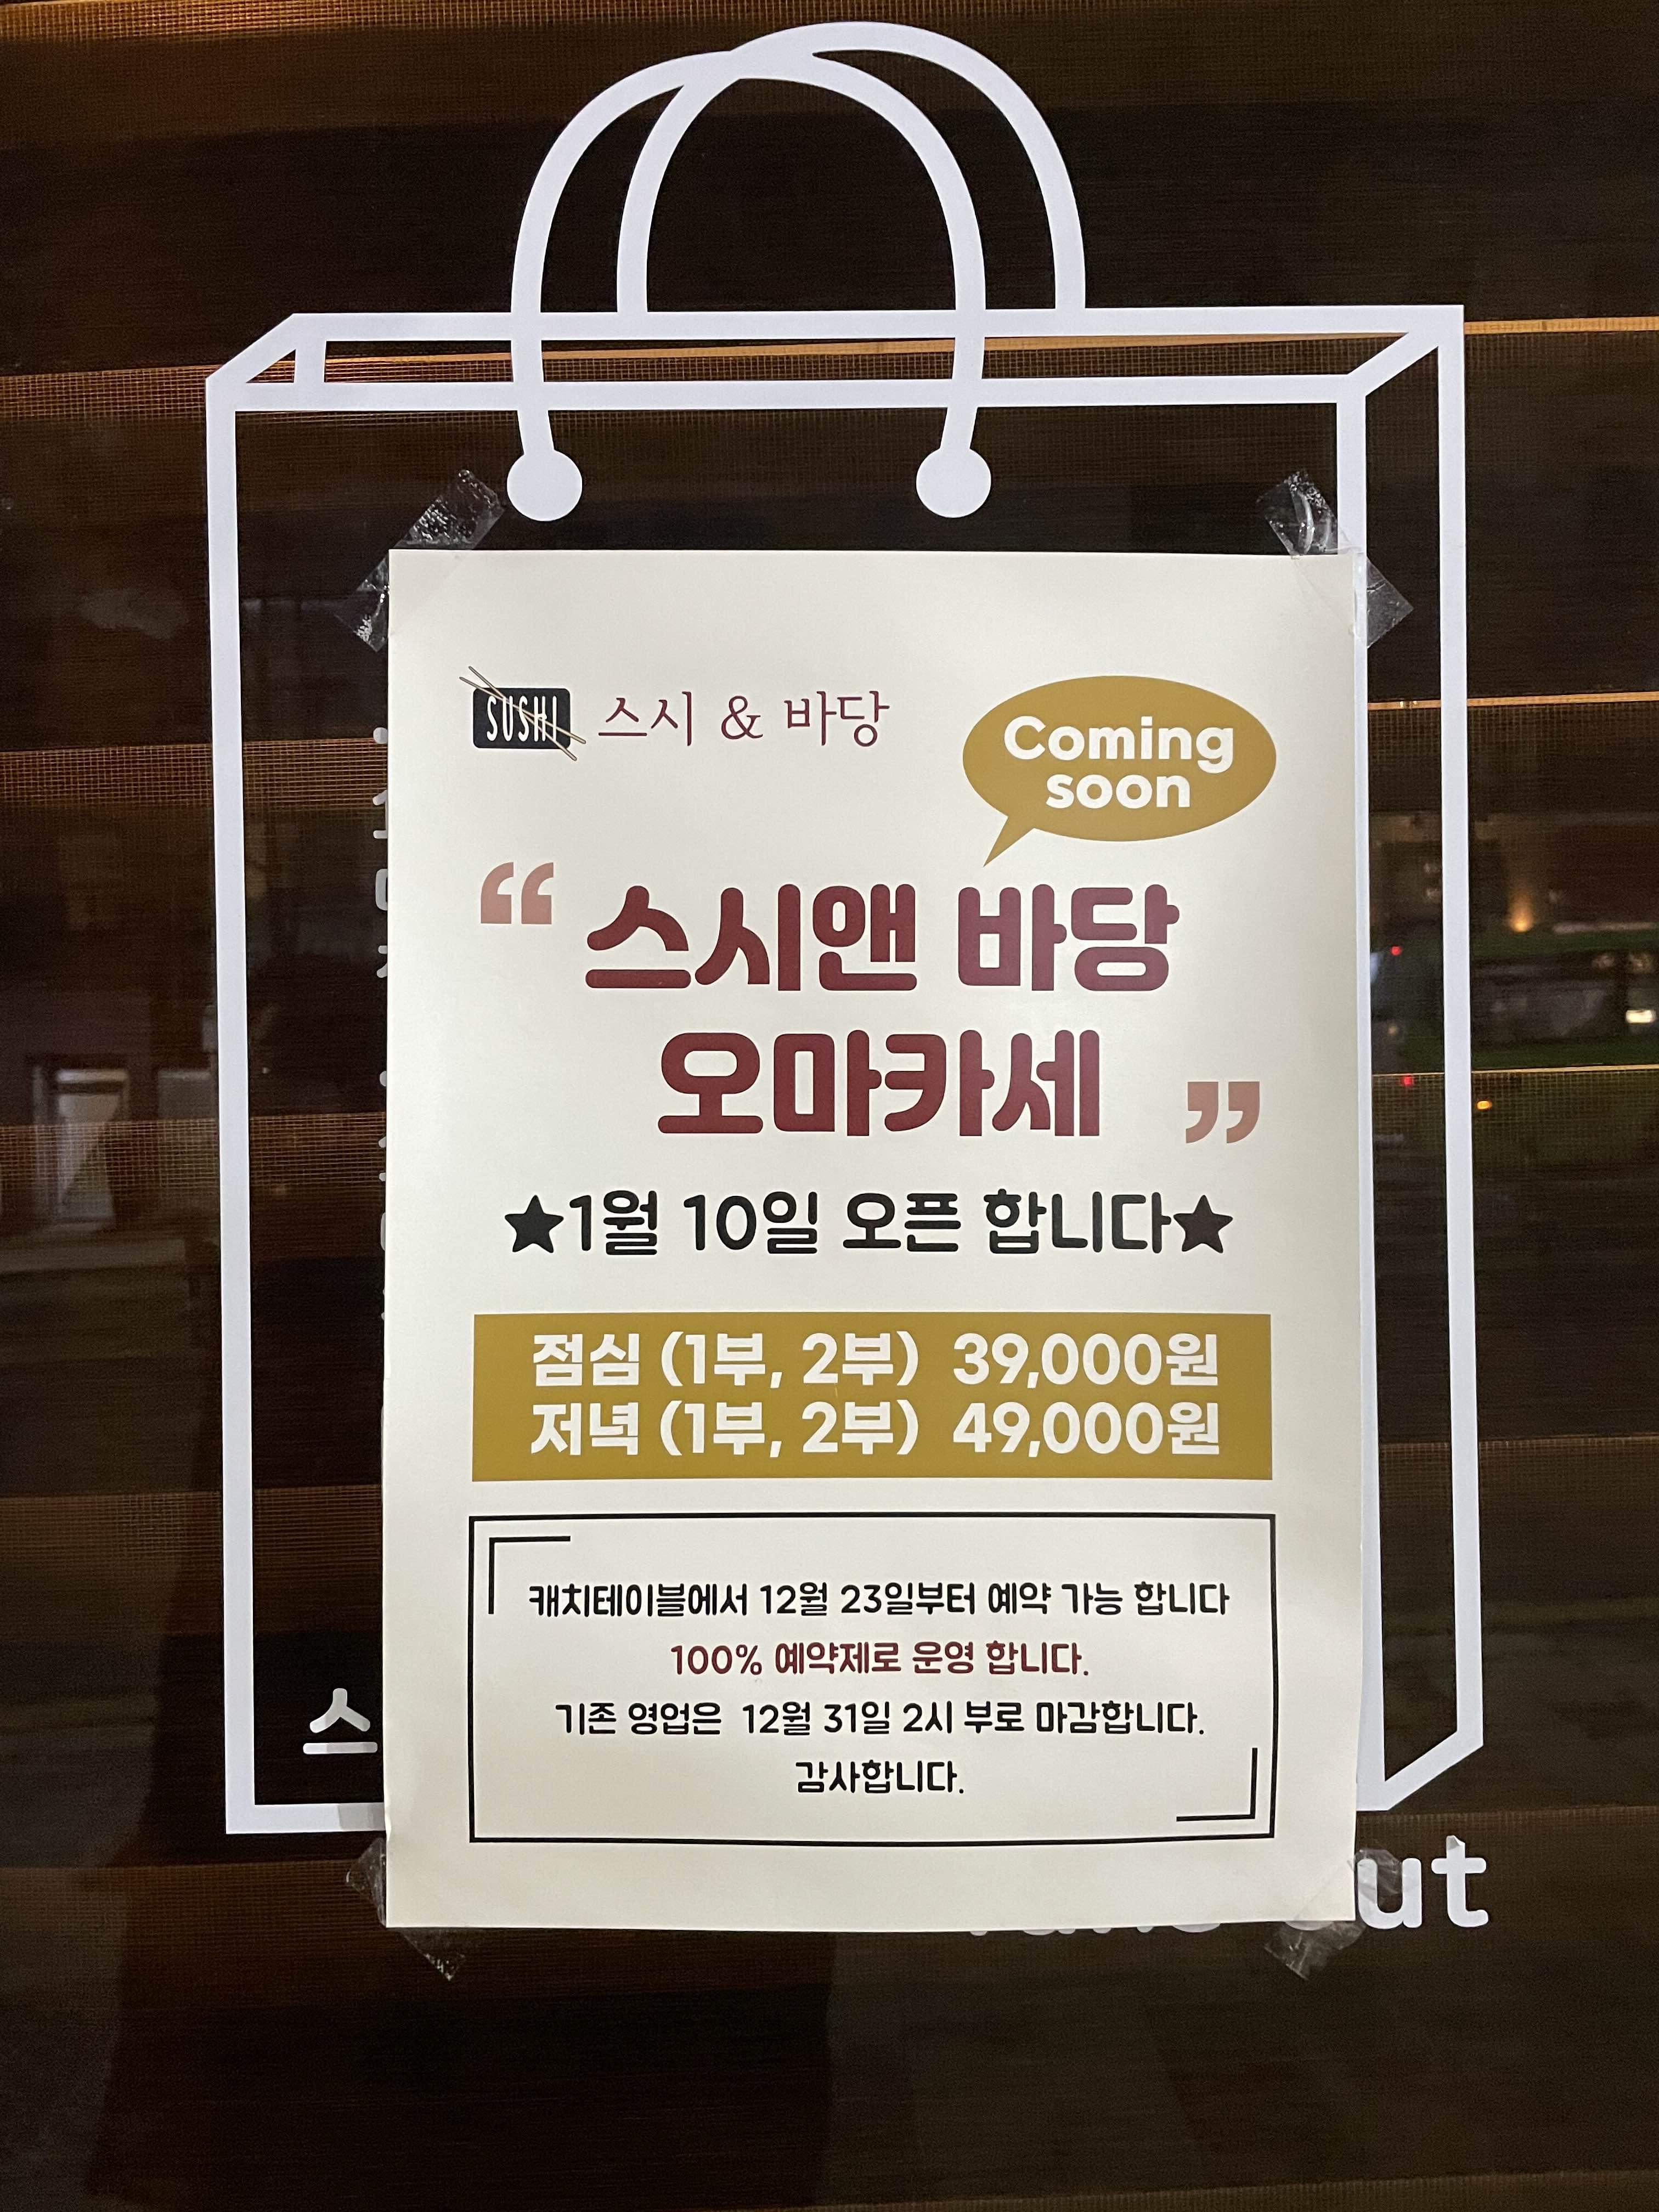 SUSHI 스시 & 바당
Coming
soon
“ 스시앤 바당
오마카세 ”
★1월 10일 오픈 합니다★
점심 (1부, 2부) 39,000원
저녁 (1부, 2부) 49,000원
캐치테이블에서 12월 23일부터 예약 가능 합니다
100% 예약제로 운영 합니다.
기존 영업은 12월 31일 2시 부로 마감합니다.
감사합니다.
스
ut